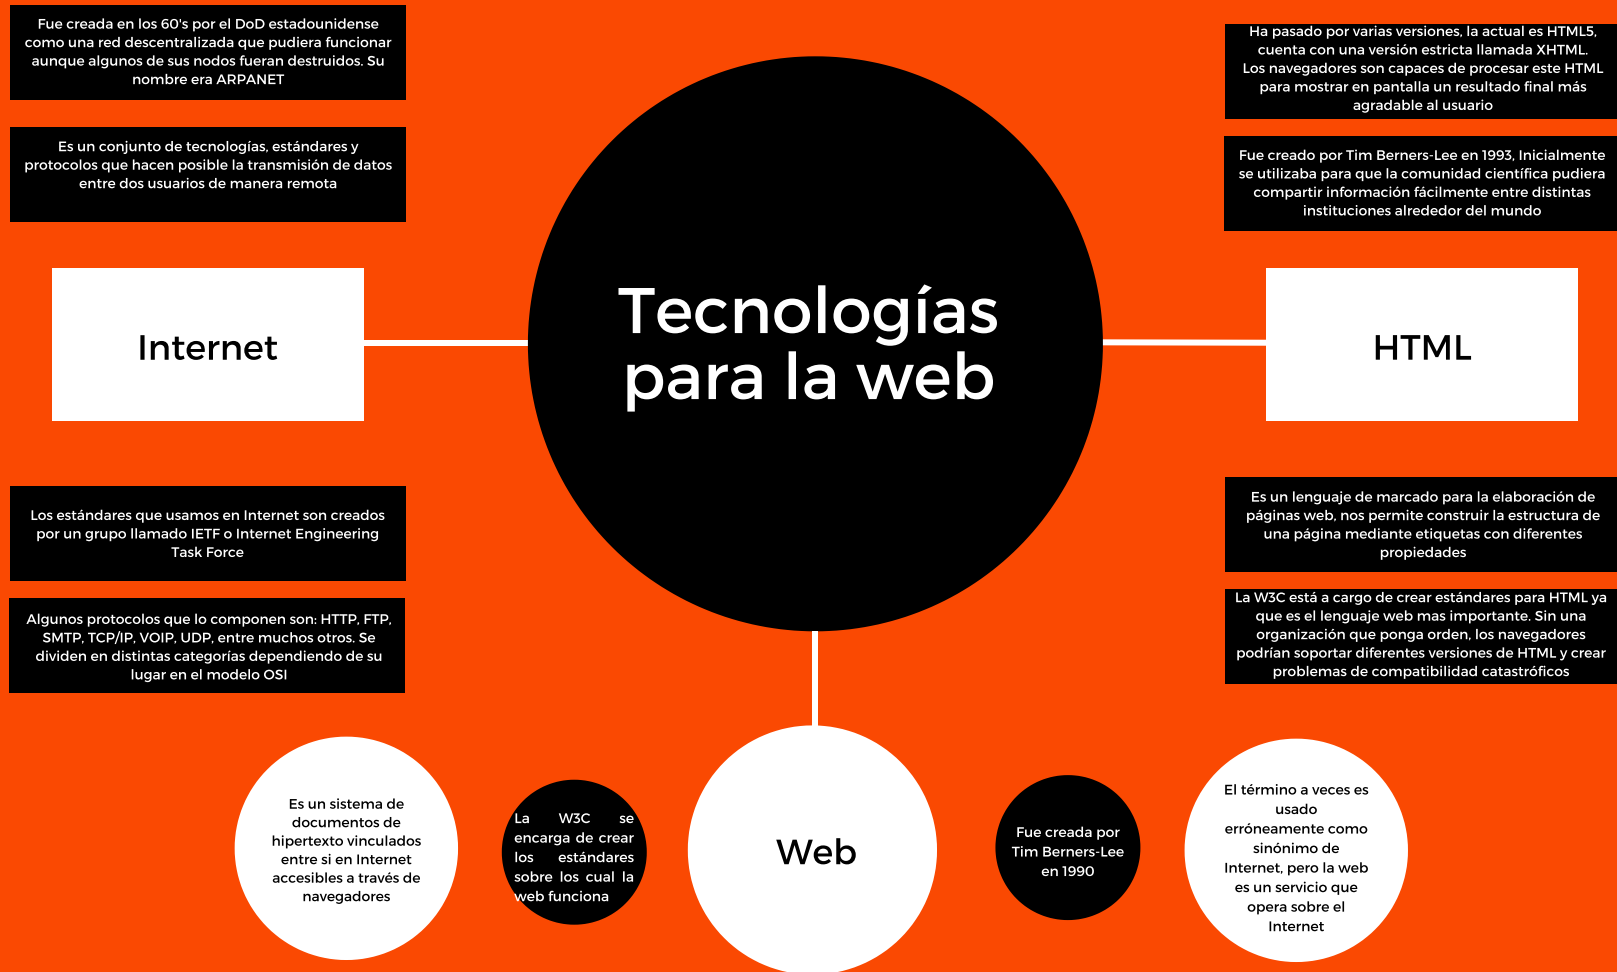 Fue creada en los 60's por el DoD estadounidense
como una red descentralizada que pudiera funcionar
aunque algunos de sus nodos fueran destruidos. Su
nombre era ARPANET
Es un conjunto de tecnologías, estándares y
protocolos que hacen posible la transmisión de datos
entre dos usuarios de manera remota
Internet
Los estándares que usamos en Internet son creados
por un grupo llamado IETF o Internet Engineering
Task Force
Algunos protocolos que lo componen son: HTTP, FTP,
SMTP, TCP/IP, VOIP, UDP, entre muchos otros. Se
dividen en distintas categorías dependiendo de su
lugar en el modelo OSI
Tecnologías
para la web
Ha pasado por varias versiones, la actual es HTML5,
cuenta con una versión estricta llamada XHTML.
Los navegadores son capaces de procesar este HTML
para mostrar en pantalla un resultado final más
agradable al usuario
Fue creado por Tim Berners-Lee en 1993, Inicialmente
se utilizaba para que la comunidad científica pudiera
compartir información fácilmente entre distintas
instituciones alrededor del mundo
HTML
Es un lenguaje de marcado para la elaboración de
páginas web, nos permite construir la estructura de
una página mediante etiquetas con diferentes
propiedades
La W3C está a cargo de crear estándares para HTML ya
que es el lenguaje web mas importante. Sin una
organización que ponga orden, los navegadores
podrían soportar diferentes versiones de HTML y crear
problemas de compatibilidad catastróficos
Es un sistema de
documentos de
hipertexto vinculados
entre si en Internet
accesibles a través de
navegadores
La W3C se
encarga de crear
los estándares
sobre los cual la
web funciona
Web
Fue creada por
Tim Berners-Lee
en 1990
El término a veces es
usado
erróneamente como
sinónimo de
Internet, pero la web
es un servicio que
opera sobre el
Internet